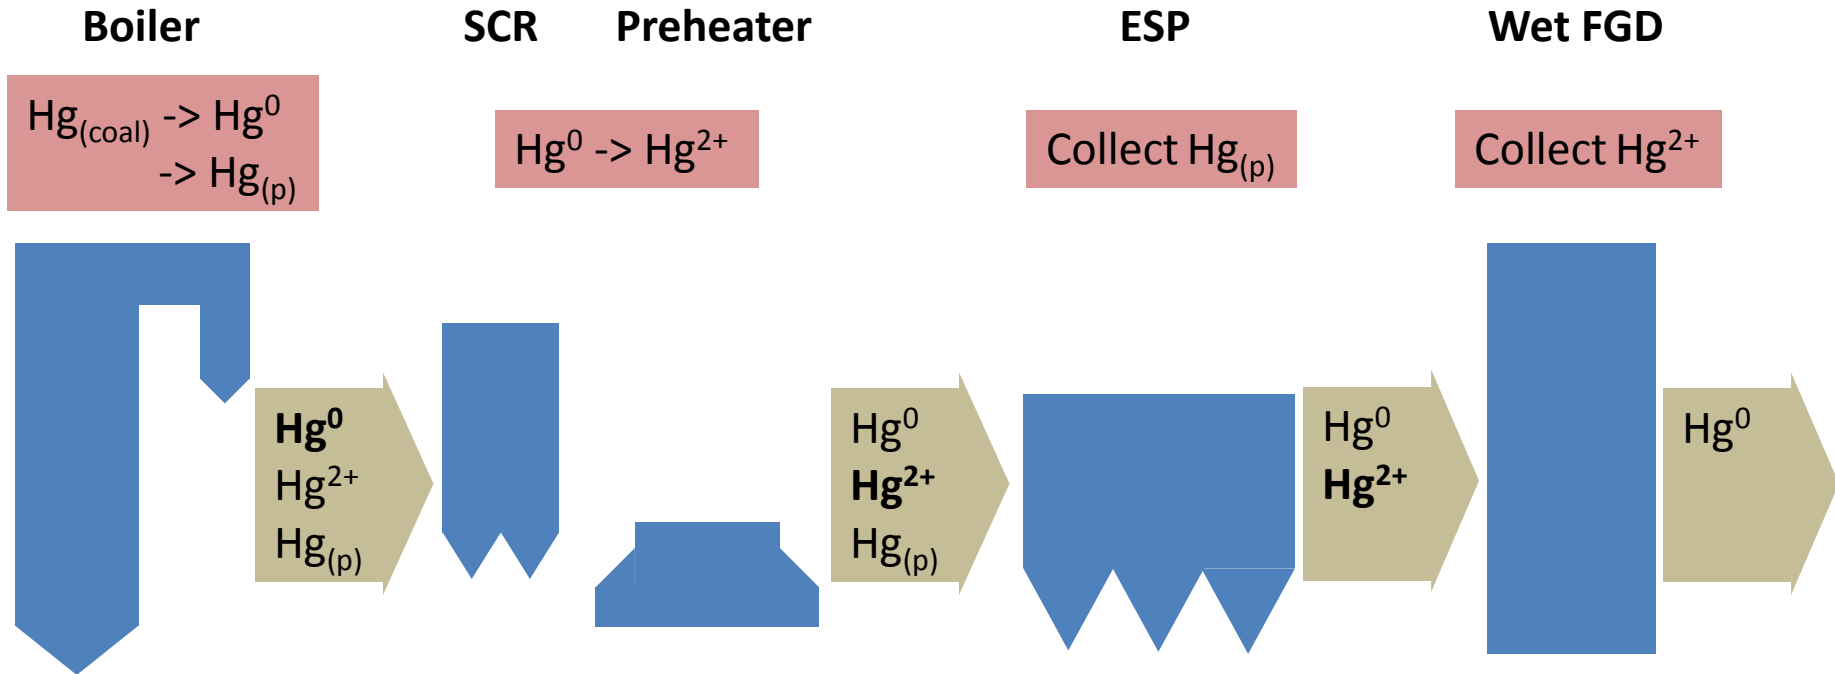 Boiler
SCR
Preheater
ESP
Wet FGD
Hg(coal) -> Hg⁰
-> Hg(p)
Hg⁰ -> Hg²⁺
Collect Hg(p)
Collect Hg²⁺
Hg⁰
Hg²⁺
Hg(p)
Hg⁰
Hg²⁺
Hg(p)
Hg⁰
Hg²⁺
Hg⁰